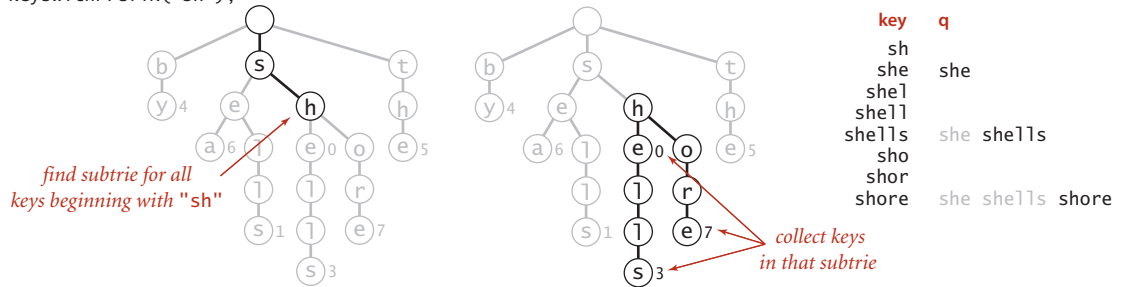 keysWithPrefix("sh");
b s t
y 4 e h h
a 6 l e 0 o e 5
l l r
s 1 l e 7
s 3
find subtrie for all
keys beginning with "sh"
b s t
y 4 e h h
a 6 l e 0 o e 5
l l r
s 1 l e 7
s 3
collect keys
in that subtrie
key q
sh
she she
shel
shell
shells she shells
sho
shor
shore she shells shore